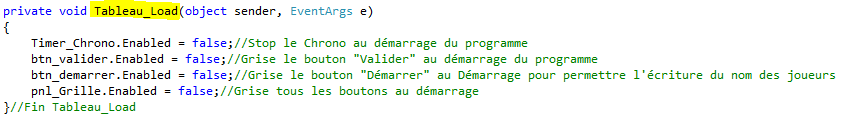 private void Tableau_Load(object sender, EventArgs e)
{
Timer_Chrono.Enabled = false;//Stop le Chrono au démarrage du programme
btn_valider.Enabled = false;//Grise le bouton "Valider" au démarrage du programme
btn_demarrer.Enabled = false;//Grise le bouton "Démarrer" au Démarrage pour permettre l'écriture du nom des joueurs
pnl_Grille.Enabled = false;//Grise tous les boutons au démarrage
}//Fin Tableau_Load